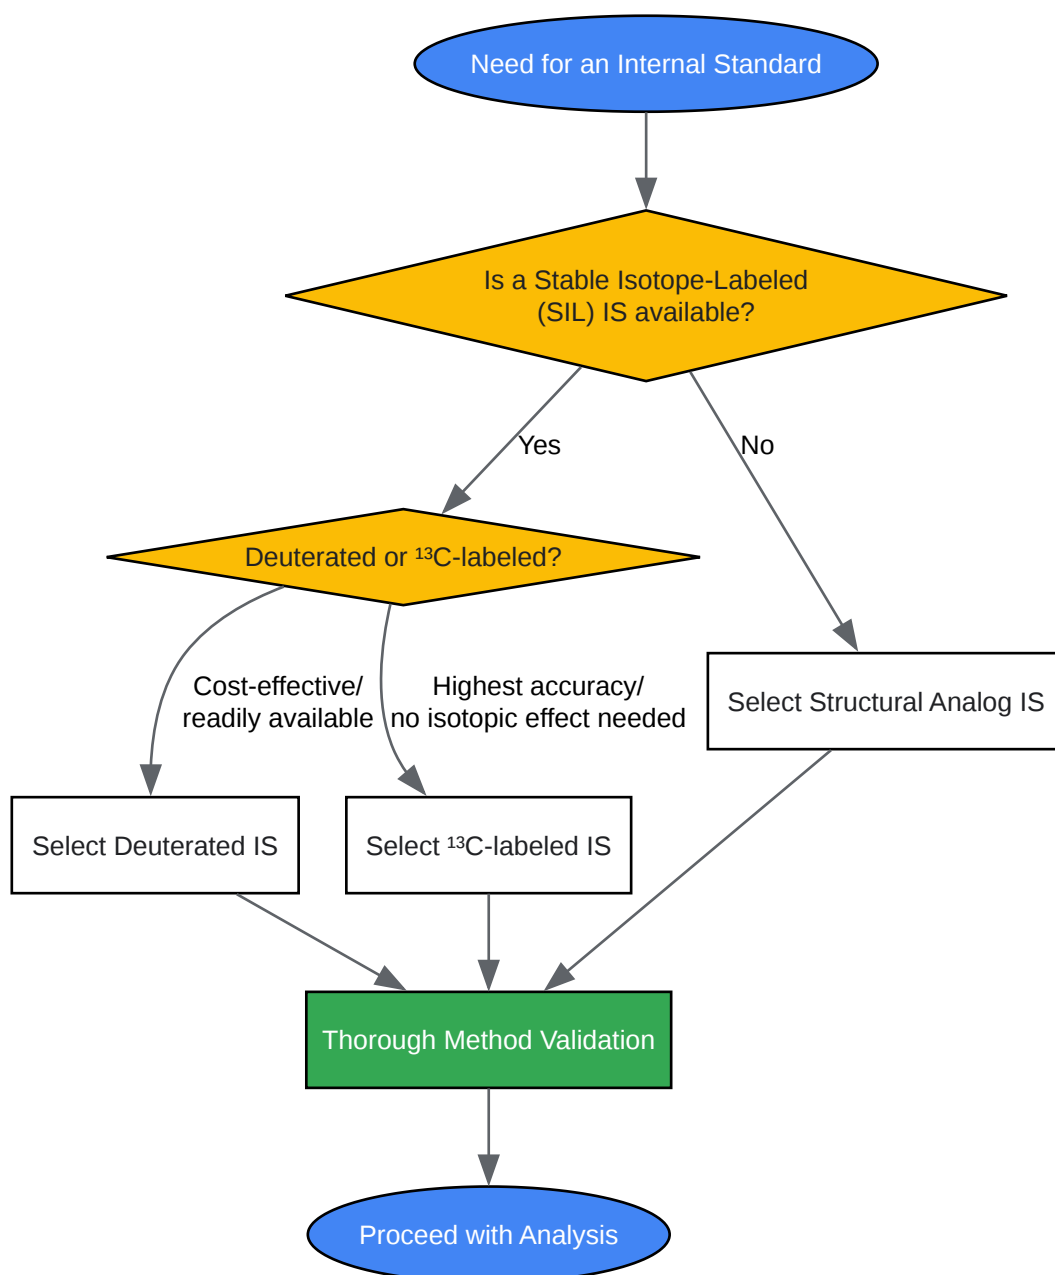 Need for an Internal Standard
Is a Stable Isotope-Labeled
(SIL) IS available?
Yes
No
Deuterated or ¹³C-labeled?
Cost-effective/
readily available
Highest accuracy/
no isotopic effect needed
Select Structural Analog IS
Select Deuterated IS
Select ¹³C-labeled IS
Thorough Method Validation
Proceed with Analysis